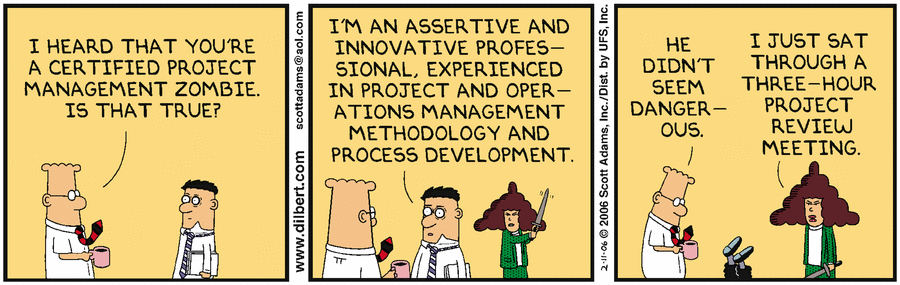 I HEARD THAT YOU'RE
A CERTIFIED PROJECT
MANAGEMENT ZOMBIE.
IS THAT TRUE?
www.dilbert.com
scottadams@aol.com
I'M AN ASSERTIVE AND
INNOVATIVE PROFES–
SIONAL, EXPERIENCED
IN PROJECT AND OPER–
ATIONS MANAGEMENT
METHODOLOGY AND
PROCESS DEVELOPMENT.
2-11-06 © 2006 Scott Adams, Inc./Dist. by UFS, Inc.
HE
DIDN'T
SEEM
DANGER–
OUS.
I JUST SAT
THROUGH A
THREE–HOUR
PROJECT
REVIEW
MEETING.